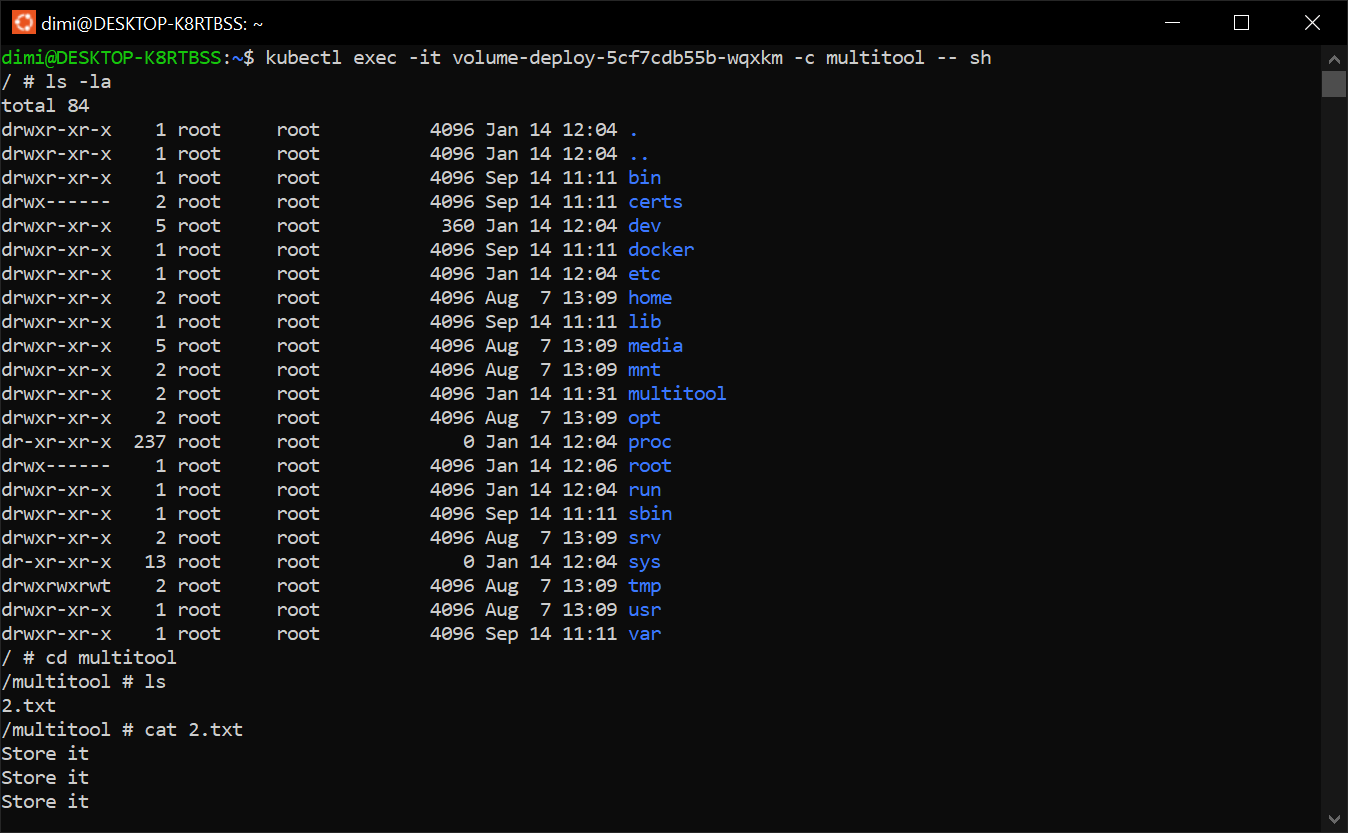 dimi@DESKTOP-K8RTBSS: ~
dimi@DESKTOP-K8RTBSS:~$ kubectl exec -it volume-deploy-5cf7cdb55b-wqxkm -c multitool -- sh
/ # ls -la
total 84
drwxr-xr-x    1 root     root          4096 Jan 14 12:04 .
drwxr-xr-x    1 root     root          4096 Jan 14 12:04 ..
drwxr-xr-x    1 root     root          4096 Sep 14 11:11 bin
drwx------    2 root     root          4096 Sep 14 11:11 certs
drwxr-xr-x    5 root     root           360 Jan 14 12:04 dev
drwxr-xr-x    1 root     root          4096 Sep 14 11:11 docker
drwxr-xr-x    1 root     root          4096 Jan 14 12:04 etc
drwxr-xr-x    2 root     root          4096 Aug  7 13:09 home
drwxr-xr-x    1 root     root          4096 Sep 14 11:11 lib
drwxr-xr-x    5 root     root          4096 Aug  7 13:09 media
drwxr-xr-x    2 root     root          4096 Aug  7 13:09 mnt
drwxr-xr-x    2 root     root          4096 Jan 14 11:31 multitool
drwxr-xr-x    2 root     root          4096 Aug  7 13:09 opt
dr-xr-xr-x  237 root     root             0 Jan 14 12:04 proc
drwx------    1 root     root          4096 Jan 14 12:06 root
drwxr-xr-x    1 root     root          4096 Jan 14 12:04 run
drwxr-xr-x    1 root     root          4096 Sep 14 11:11 sbin
drwxr-xr-x    2 root     root          4096 Aug  7 13:09 srv
dr-xr-xr-x   13 root     root             0 Jan 14 12:04 sys
drwxrwxrwt    2 root     root          4096 Aug  7 13:09 tmp
drwxr-xr-x    1 root     root          4096 Aug  7 13:09 usr
drwxr-xr-x    1 root     root          4096 Sep 14 11:11 var
/ # cd multitool
/multitool # ls
2.txt
/multitool # cat 2.txt
Store it
Store it
Store it